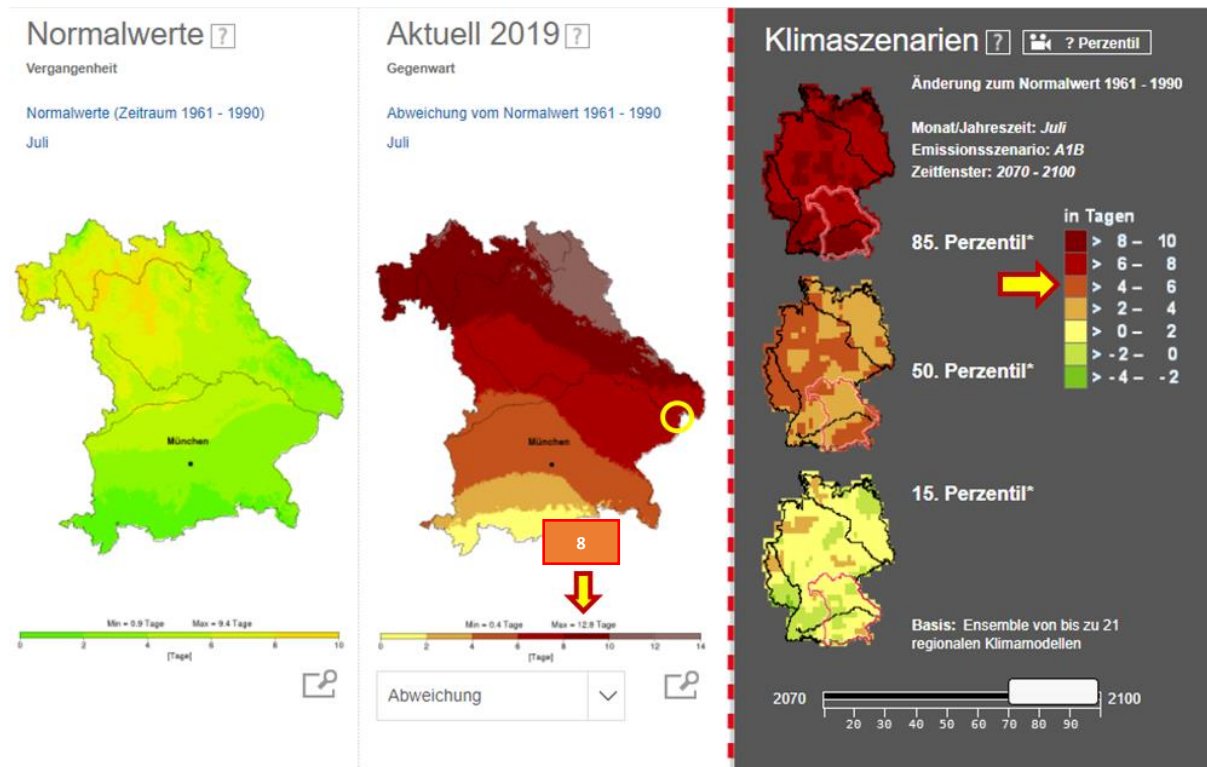 Normalwerte ?
Vergangenheit
Normalwerte (Zeitraum 1961 - 1990)
Juli
München
Min = 0.9 Tage Max = 9.4 Tage
0 2 4 6 8 10
[Tage]
Aktuell 2019 ?
Gegenwart
Abweichung vom Normalwert 1961 - 1990
Juli
München
8
Min = 0.4 Tage Max = 12.8 Tage
0 2 4 6 8 10 12 14
[Tage]
Abweichung
Klimaszenarien ? ? Perzentil
Änderung zum Normalwert 1961 - 1990
Monat/Jahreszeit: Juli
Emissionsszenario: A1B
Zeitfenster: 2070 - 2100
in Tagen
85. Perzentil*
> 8 – 10
> 6 – 8
> 4 – 6
> 2 – 4
> 0 – 2
> -2 – 0
> -4 – -2
50. Perzentil*
15. Perzentil*
Basis: Ensemble von bis zu 21
regionalen Klimamodellen
2070 2100
20 30 40 50 60 70 80 90